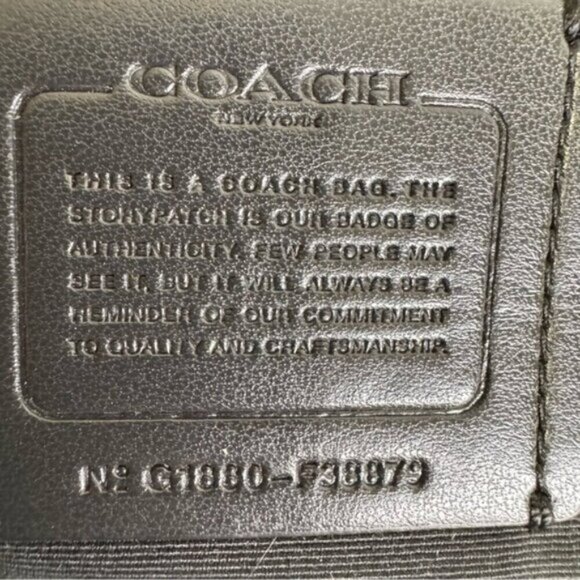 COACH
NEW YORK
THIS IS A COACH BAG. THE
STORYPATCH IS OUR BADGE OF
AUTHENTICITY. FEW PEOPLE MAY
SEE IT, BUT IT WILL ALWAYS BE A
REMINDER OF OUR COMMITMENT
TO QUALITY AND CRAFTSMANSHIP.
Nº G1880-F38879